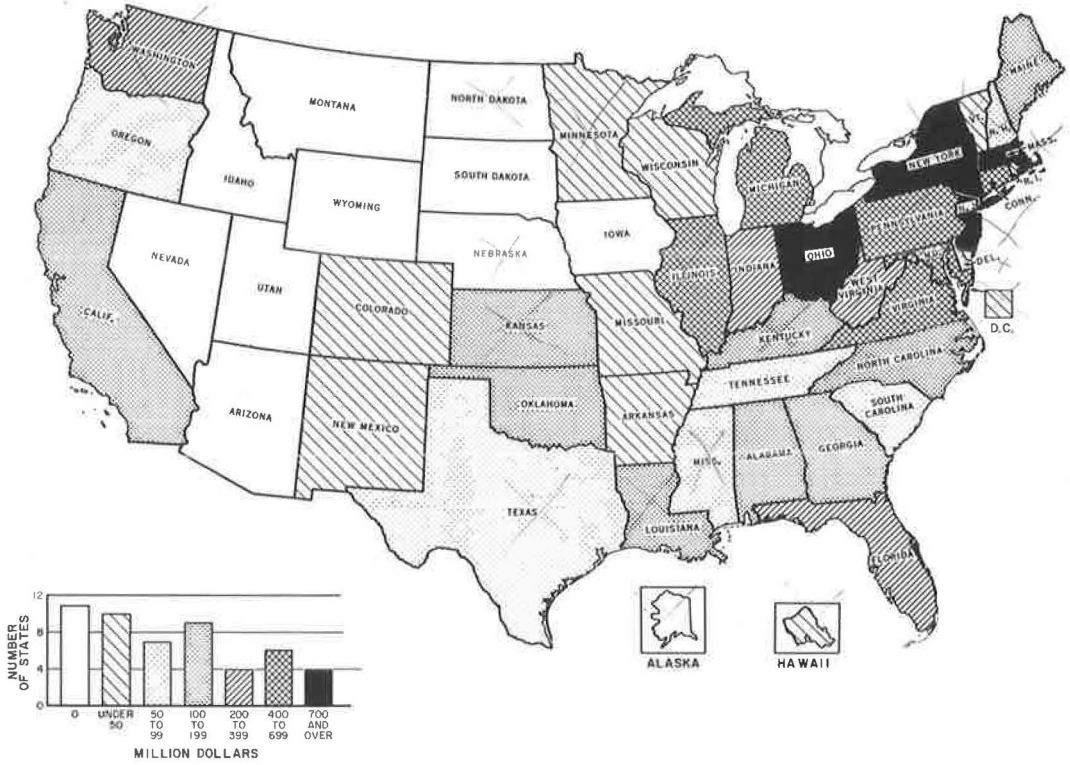 WASHINGTON
OREGON
CALIF.
MONTANA
IDAHO
NEVADA
WYOMING
UTAH
ARIZONA
COLORADO
NEW MEXICO
NORTH DAKOTA
SOUTH DAKOTA
NEBRASKA
KANSAS
OKLAHOMA
TEXAS
MINNESOTA
IOWA
MISSOURI
ARKANSAS
LOUISIANA
WISCONSIN
MICHIGAN
ILLINOIS
INDIANA
OHIO
KENTUCKY
TENNESSEE
MISS.
ALABAMA
GEORGIA
FLORIDA
SOUTH
CAROLINA
NORTH CAROLINA
WEST
VIRGINIA
VIRGINIA
PENNSYLVANIA
NEW YORK
MAINE
VT.
N.H.
MASS.
R.I.
CONN.
N.J.
DEL.
MD.
D.C.
ALASKA
HAWAII
NUMBER
OF STATES
12
8
4
0
0
UNDER
50
50
TO
99
100
TO
199
200
TO
399
400
TO
699
700
AND
OVER
MILLION DOLLARS